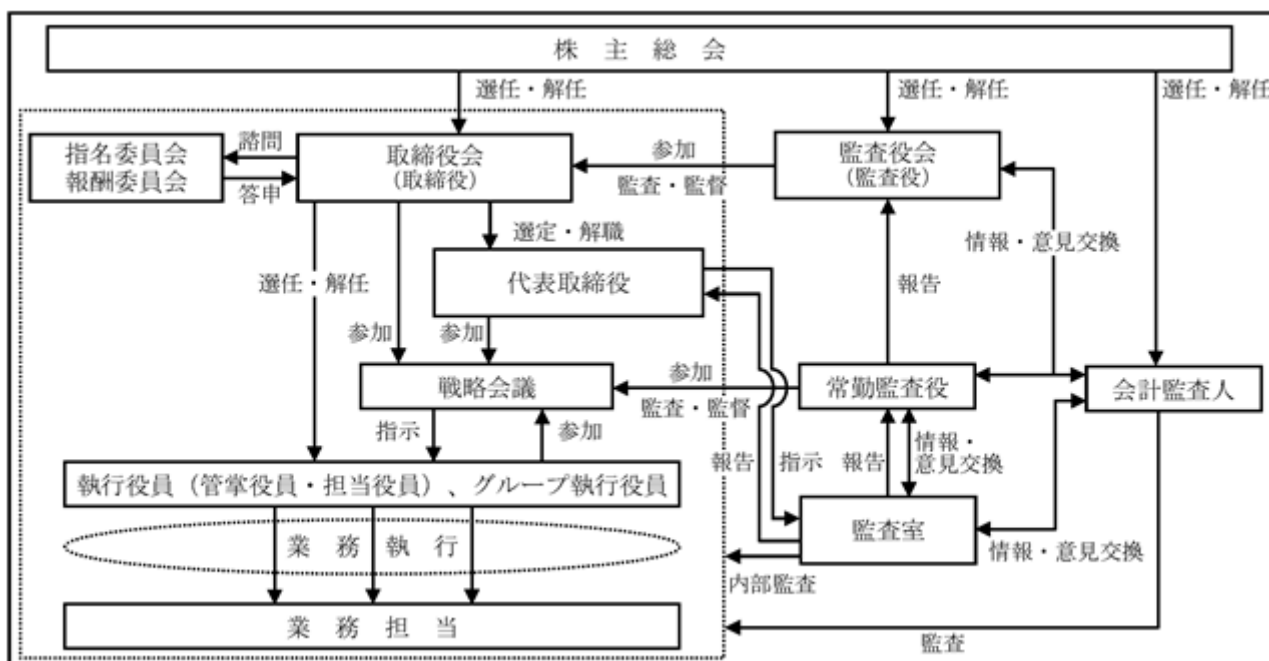 株主総会
選任・解任
選任・解任
選任・解任
指名委員会
報酬委員会
諮問
答申
取締役会
(取締役)
参加
監査・監督
監査役会
(監査役)
選定・解職
情報・意見交換
選任・解任
代表取締役
報告
参加
参加
戦略会議
参加
監査・監督
常勤監査役
会計監査人
指示
参加
報告
指示
報告
情報・
意見交換
執行役員(管掌役員・担当役員)、グループ執行役員
監査室
業務執行
内部監査
情報・意見交換
業務担当
監査